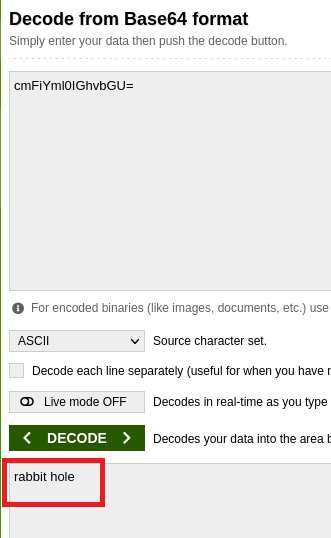 Decode from Base64 format
Simply enter your data then push the decode button.
cmFiYml0IGhvbGU=
For encoded binaries (like images, documents, etc.) use
ASCII
Source character set.
Decode each line separately (useful for when you have
Live mode OFF
Decodes in real-time as you type
DECODE
Decodes your data into the area
rabbit hole